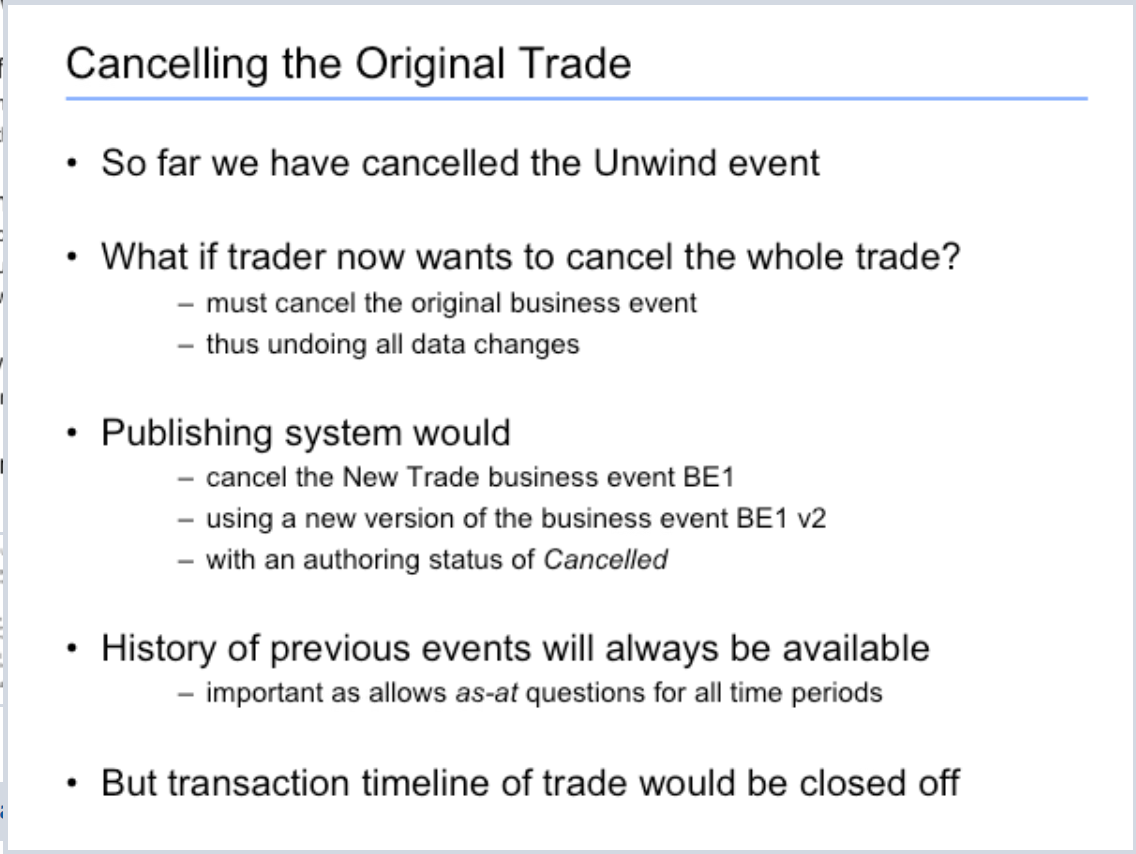 Cancelling the Original Trade
• So far we have cancelled the Unwind event
• What if trader now wants to cancel the whole trade?
– must cancel the original business event
– thus undoing all data changes
• Publishing system would
– cancel the New Trade business event BE1
– using a new version of the business event BE1 v2
– with an authoring status of Cancelled
• History of previous events will always be available
– important as allows as-at questions for all time periods
• But transaction timeline of trade would be closed off